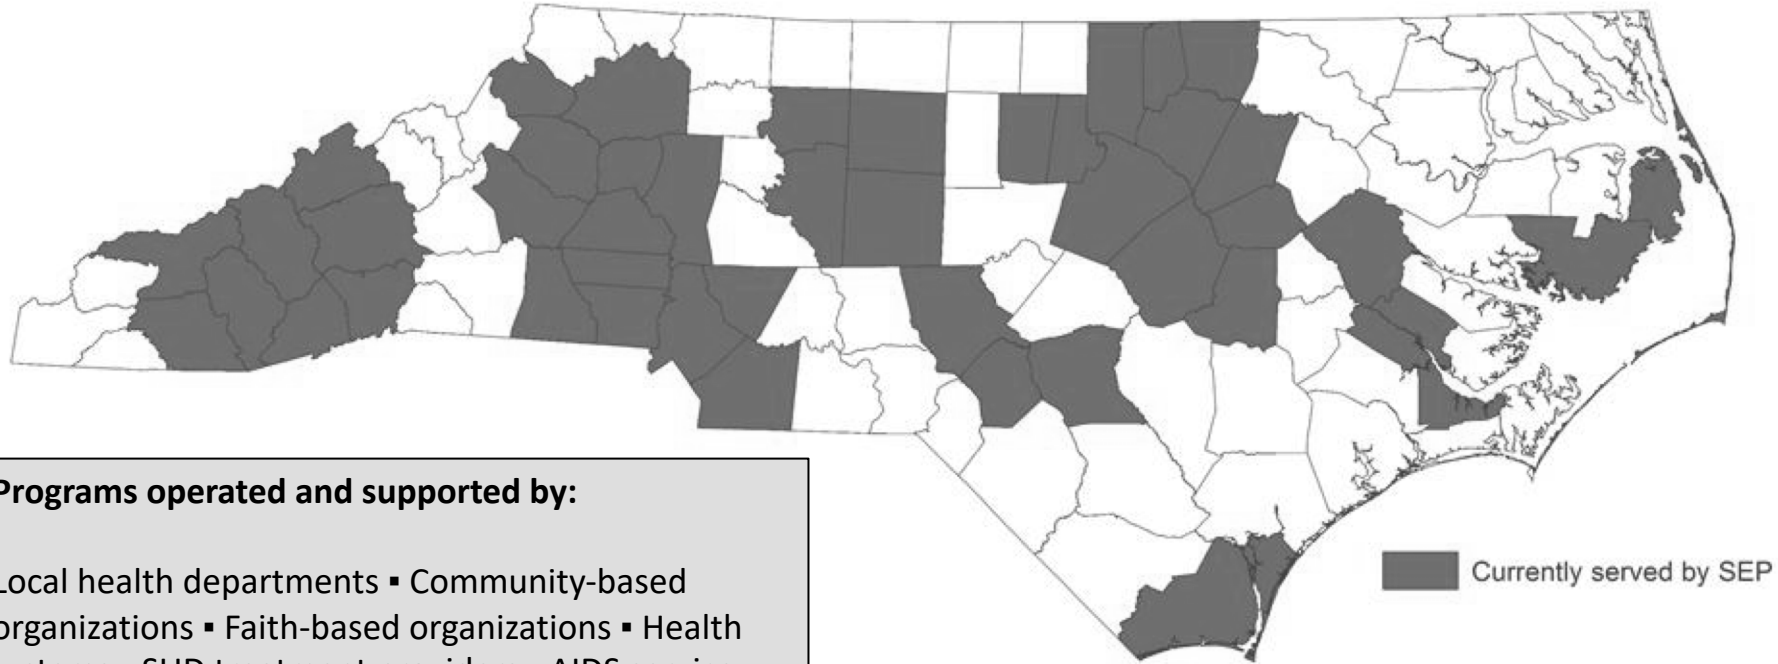 Programs operated and supported by:
Local health departments ▪ Community-based
organizations ▪ Faith-based organizations ▪ Health
Currently served by SEP